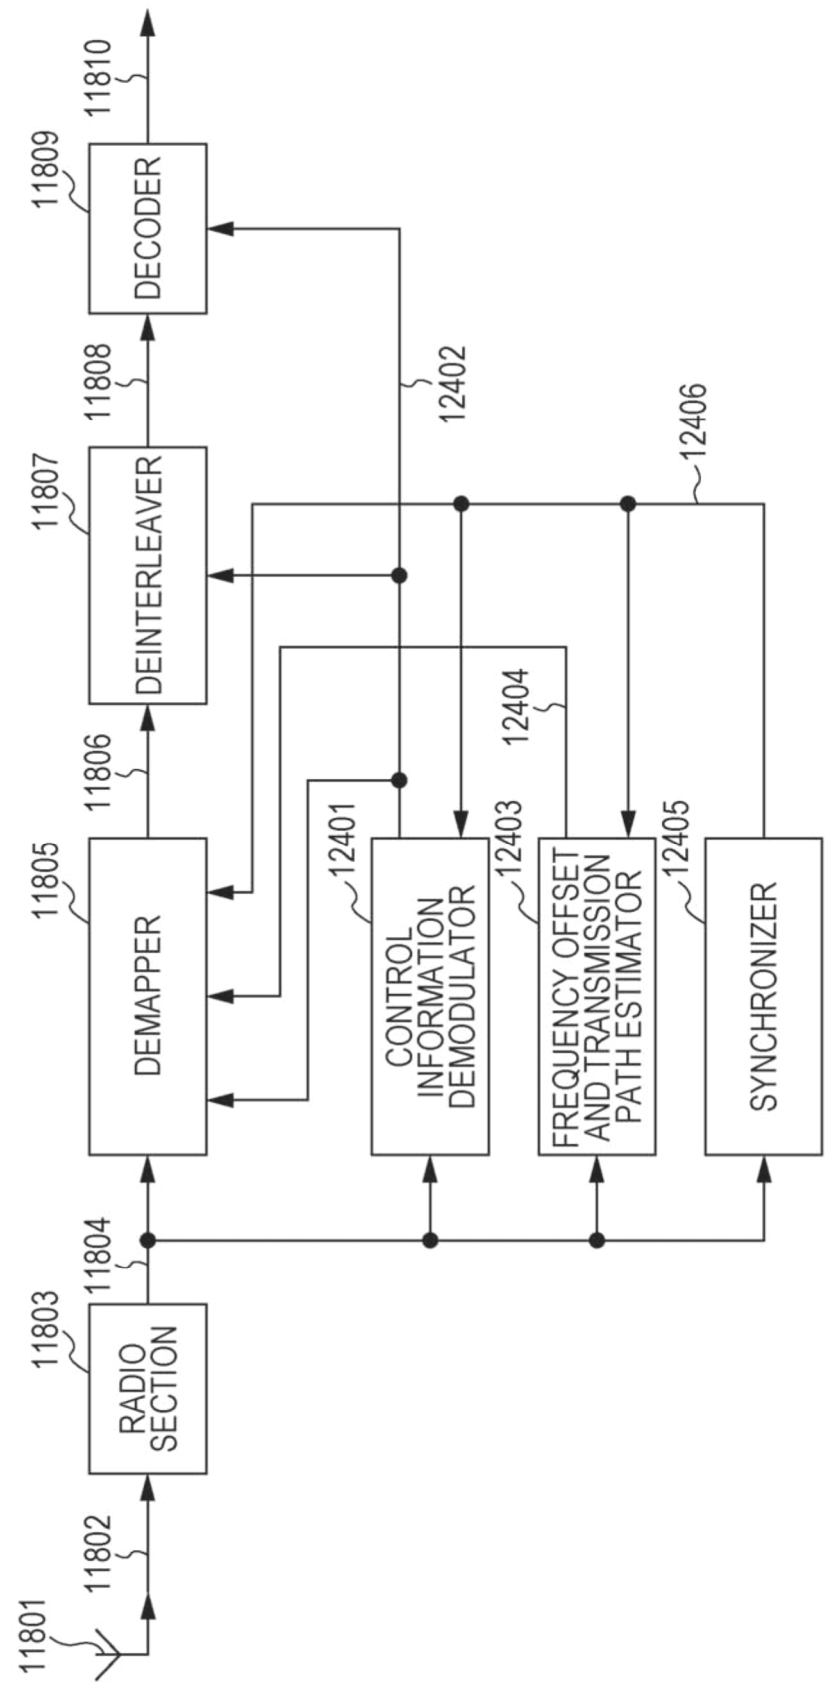 11801
11802
11803
RADIO
SECTION
11804
11805
DEMAPPER
11806
11807
DEINTERLEAVER
11808
11809
DECODER
11810
12401
CONTROL
INFORMATION
DEMODULATOR
12402
12403
FREQUENCY OFFSET
AND TRANSMISSION
PATH ESTIMATOR
12404
12405
SYNCHRONIZER
12406